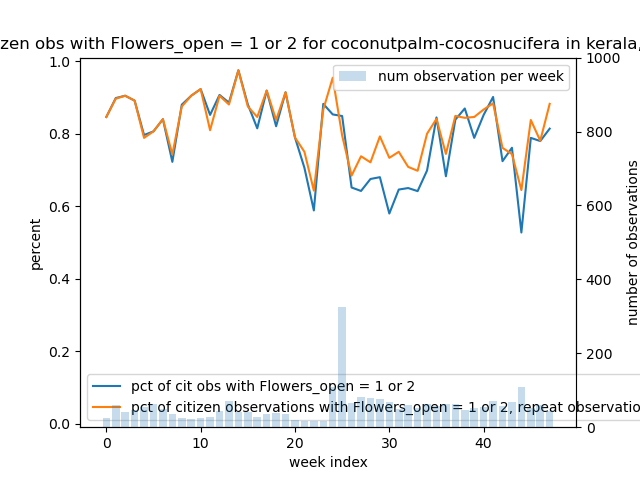 zen obs with Flowers_open = 1 or 2 for coconutpalm-cocosnucifera in kerala,
num observation per week
1.0
0.8
0.6
0.4
0.2
0.0
percent
1000
800
600
400
200
0
number of observations
pct of cit obs with Flowers_open = 1 or 2
pct of citizen observations with Flowers_open = 1 or 2, repeat observatio
0 10 20 30 40
week index